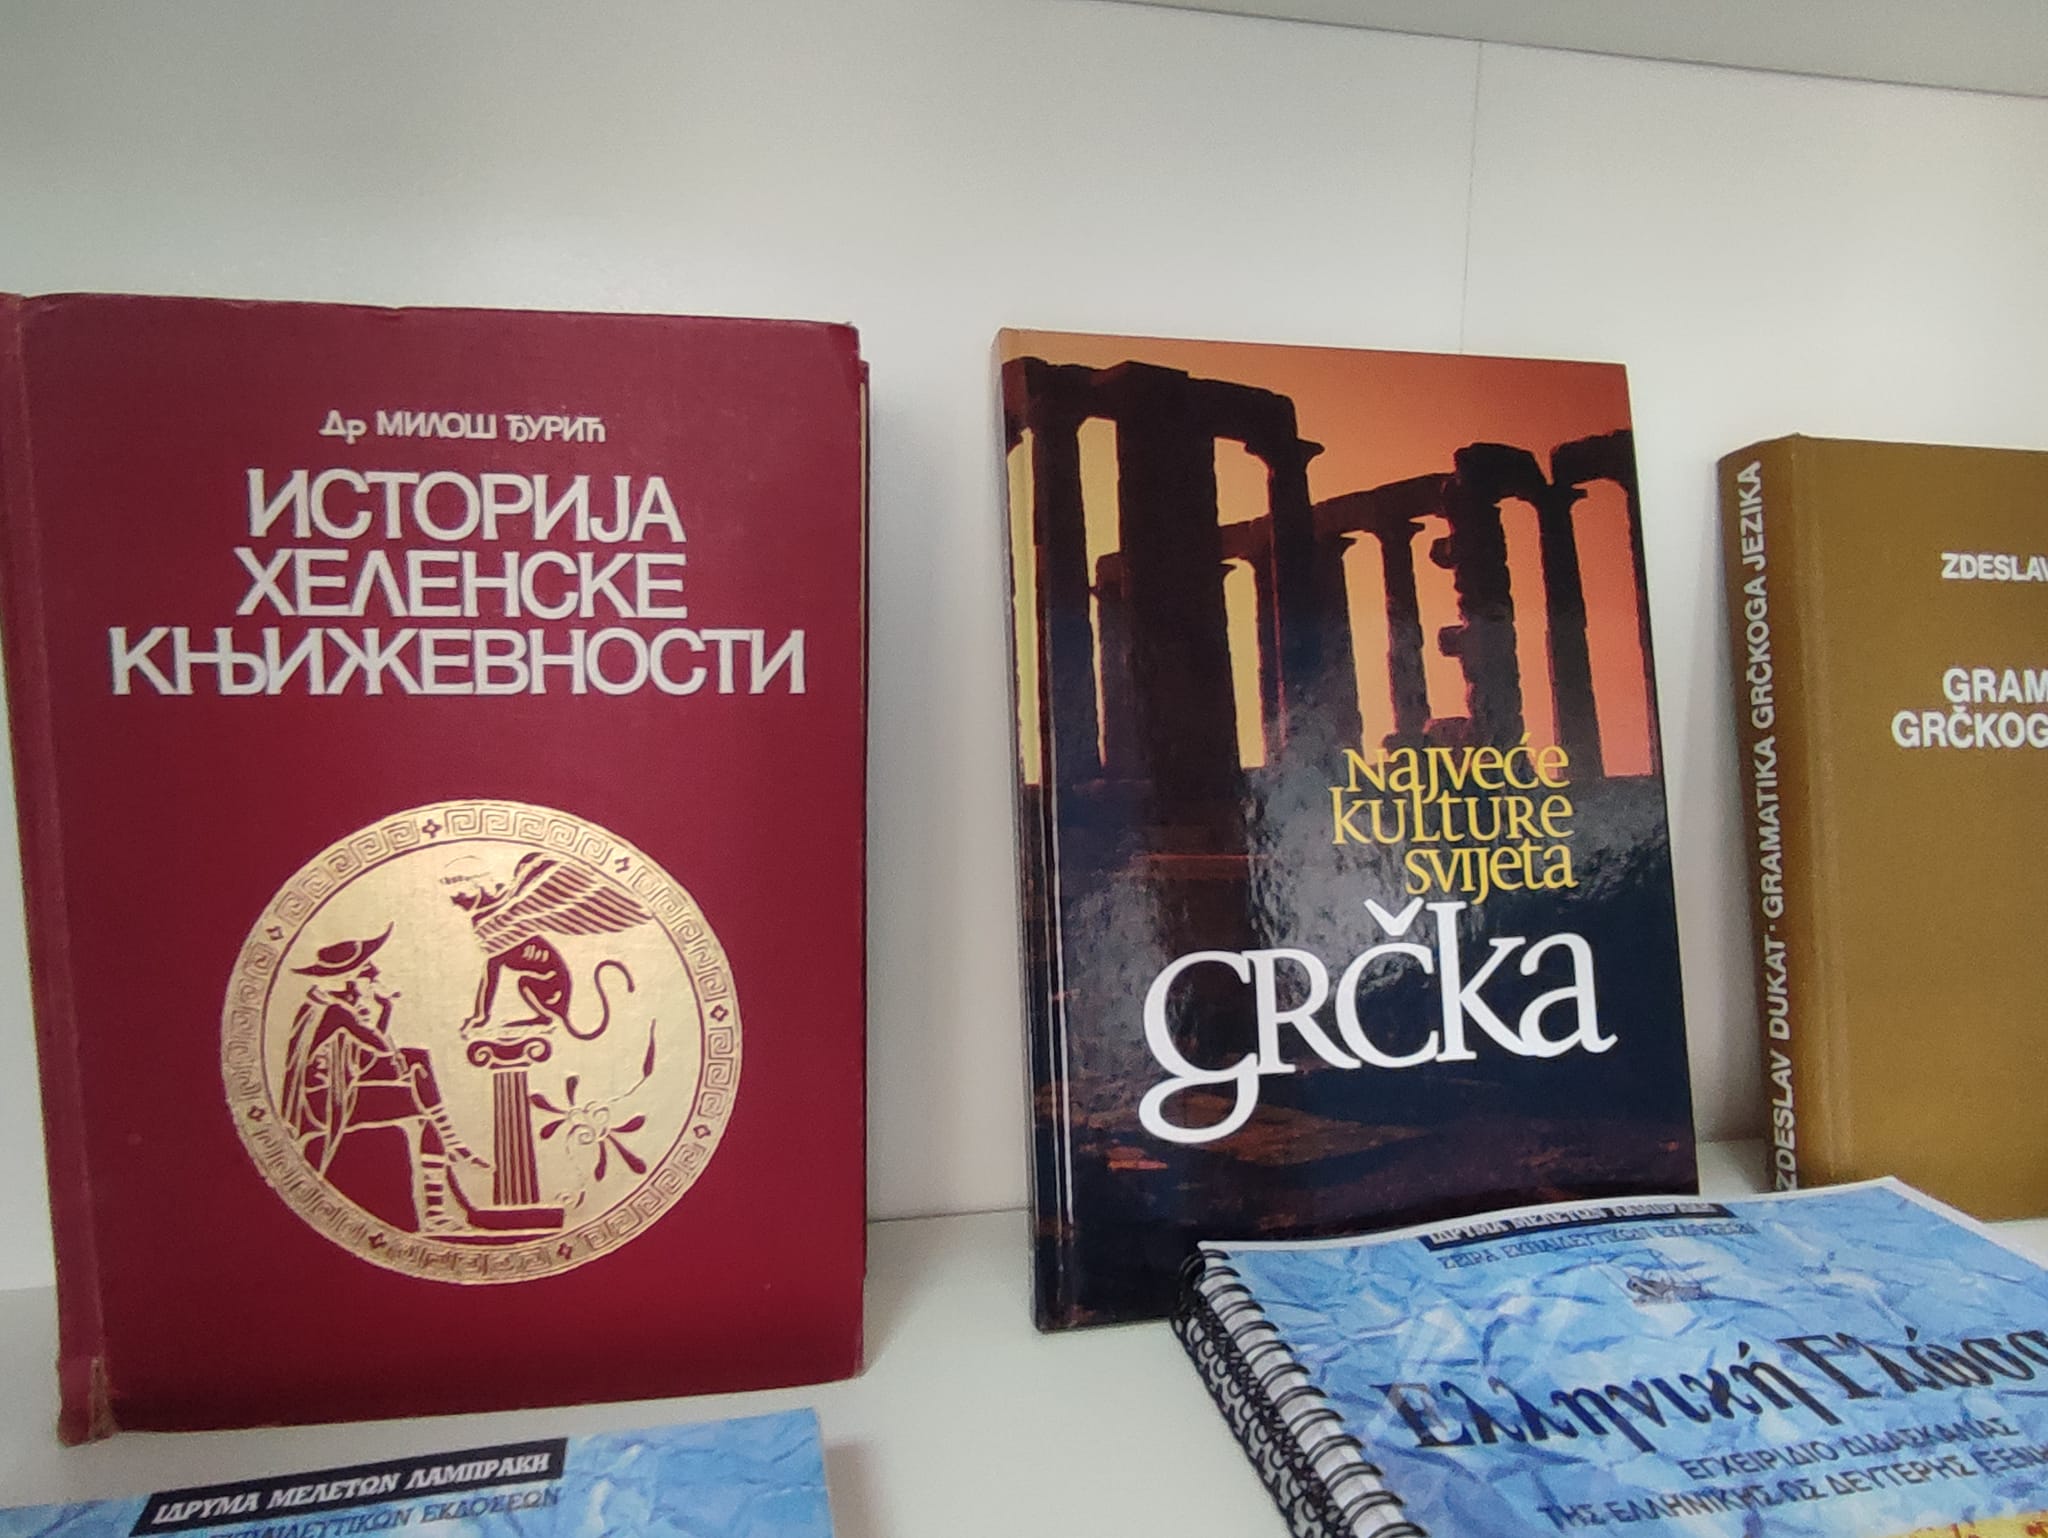 Др МИЛОШ ЂУРИЋ
ИСТОРИЈА
ХЕЛЕНСКЕ
КЊИЖЕВНОСТИ
Najveće
kulture
svijeta
Grčka
ZDESLAV DUKAT · GRAMATIKA GRČKOGA JEZIKA
ZDESLAV
GRAM
GRČKOG
ΙΔΡΥΜΑ ΜΕΛΕΤΩΝ ΛΑΜΠΡΑΚΗ
ΣΕΙΡΑ ΕΚΠΑΙΔΕΥΤΙΚΩΝ ΕΚΔΟΣΕΩΝ
Ελληνική Γλώσσ
ΕΓΧΕΙΡΙΔΙΟ ΔΙΔΑΣΚΑΛΙΑΣ
ΤΗΣ ΕΛΛΗΝΙΚΗΣ ΩΣ ΔΕΥΤΕΡΗΣ ΞΕΝΗ
ΙΔΡΥΜΑ ΜΕΛΕΤΩΝ ΛΑΜΠΡΑΚΗ
ΕΚΠΑΙΔΕΥΤΙΚΩΝ ΕΚΔΟΣΕΩΝ